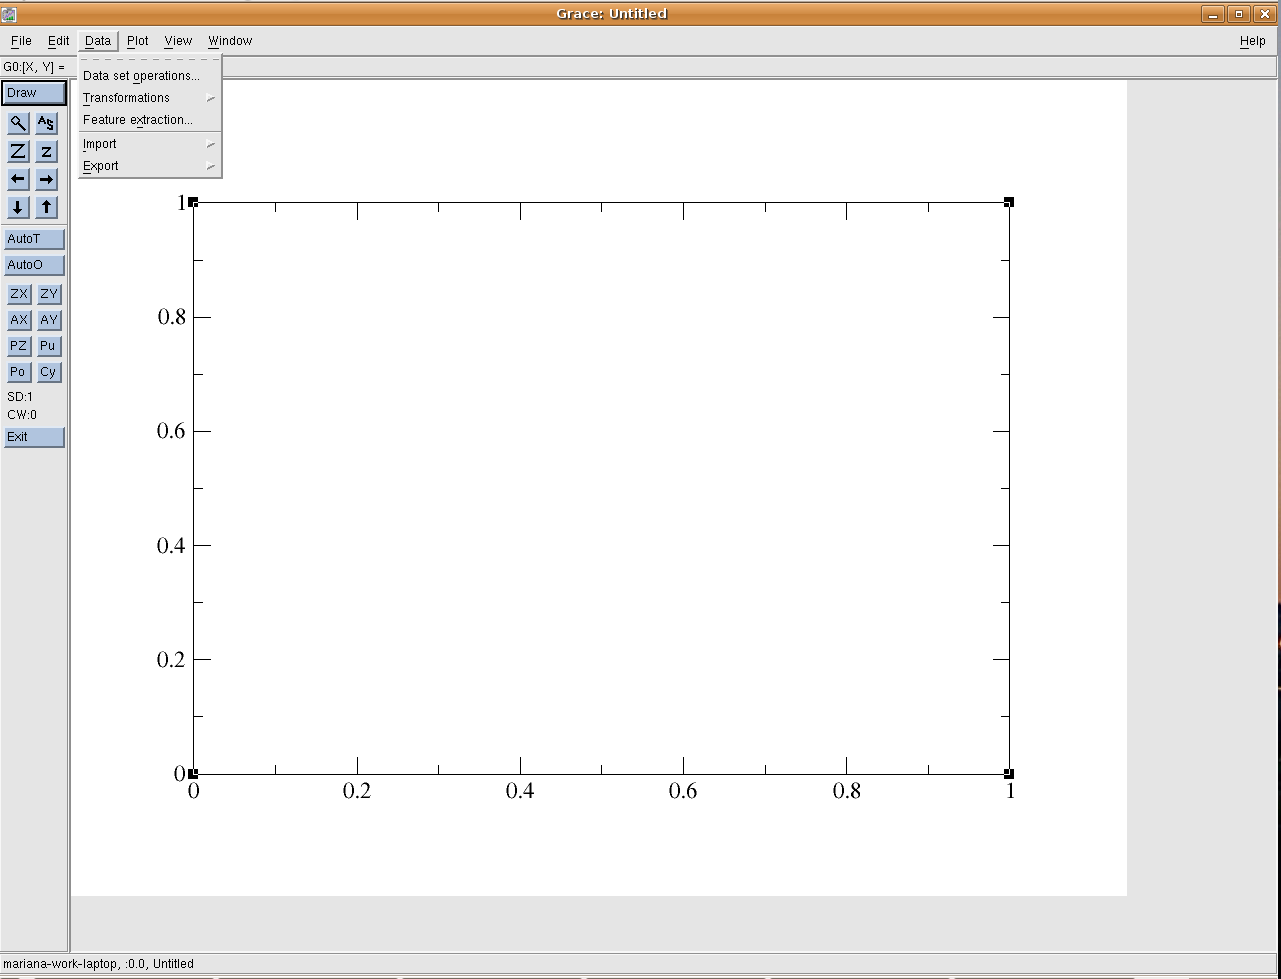 Grace: Untitled
File Edit Data Plot View Window Help
G0:[X, Y] =
Data set operations...
Transformations
Feature extraction...
Import
Export
Draw
AS
Z z
AutoT
AutoO
ZX ZY
AX AY
PZ Pu
Po Cy
SD:1
CW:0
Exit
1
0.8
0.6
0.4
0.2
0
0 0.2 0.4 0.6 0.8 1
mariana-work-laptop, :0.0, Untitled